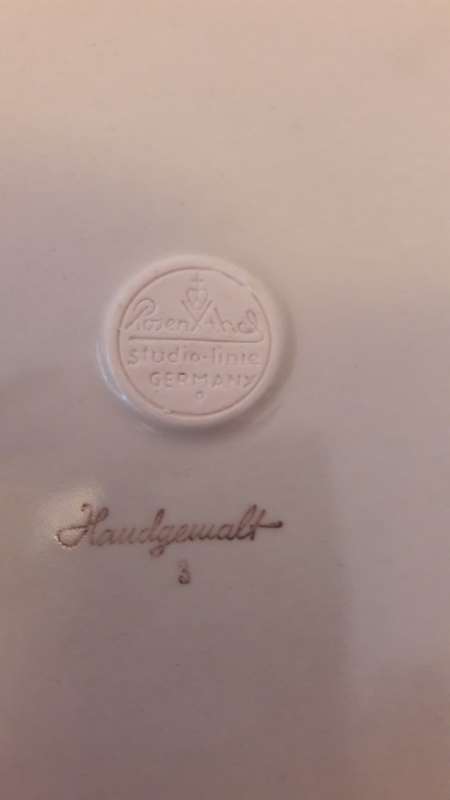 Rosenthal
studio-linie
GERMANY
Handgemalt
3